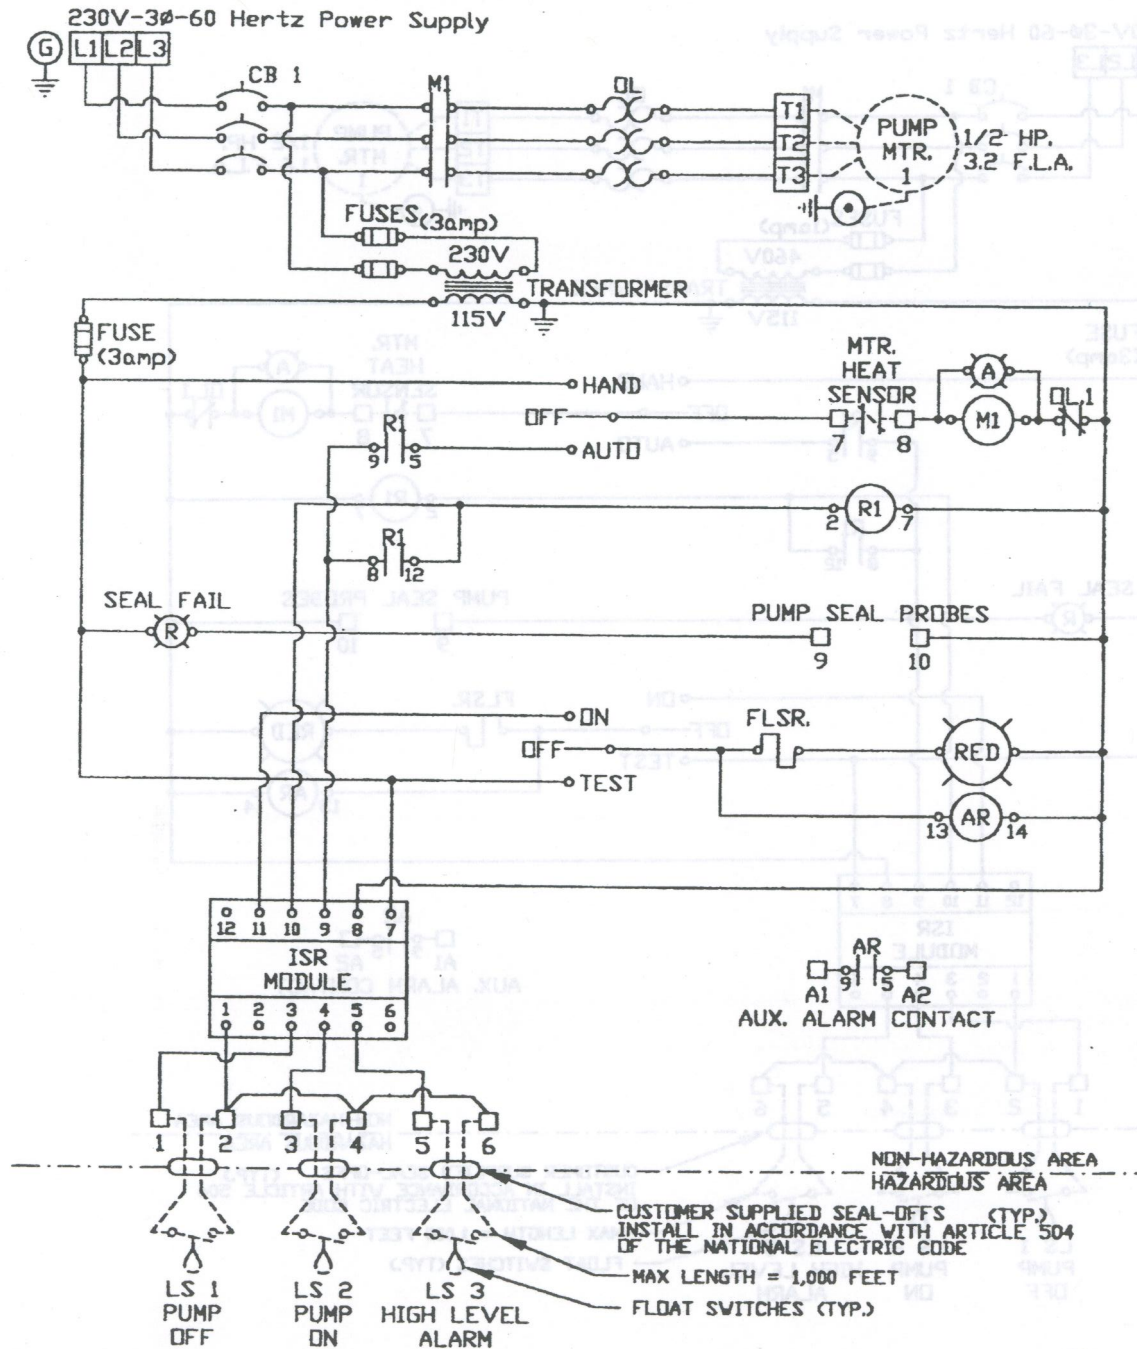 230V-3Ø-60 Hertz Power Supply
G L1 L2 L3
CB 1
M1
OL
T1
T2
T3
PUMP
MTR.
1
1/2 HP.
3.2 F.L.A.
FUSES (3amp)
230V
TRANSFORMER
115V
FUSE
(3amp)
HAND
OFF
AUTO
MTR.
HEAT
SENSOR
7 8
A
M1
OL1
R1
9 5
2 R1 7
R1
8 12
SEAL FAIL
R
PUMP SEAL PROBES
9 10
ON
OFF
TEST
FLSR.
RED
13 AR 14
12 11 10 9 8 7
ISR
MODULE
1 2 3 4 5 6
AR
A1 9 5 A2
AUX. ALARM CONTACT
1 2 3 4 5 6
NON-HAZARDOUS AREA
HAZARDOUS AREA
CUSTOMER SUPPLIED SEAL-OFFS (TYP.)
INSTALL IN ACCORDANCE WITH ARTICLE 504
OF THE NATIONAL ELECTRIC CODE
MAX LENGTH = 1,000 FEET
FLOAT SWITCHES (TYP.)
LS 1
PUMP
OFF
LS 2
PUMP
ON
LS 3
HIGH LEVEL
ALARM